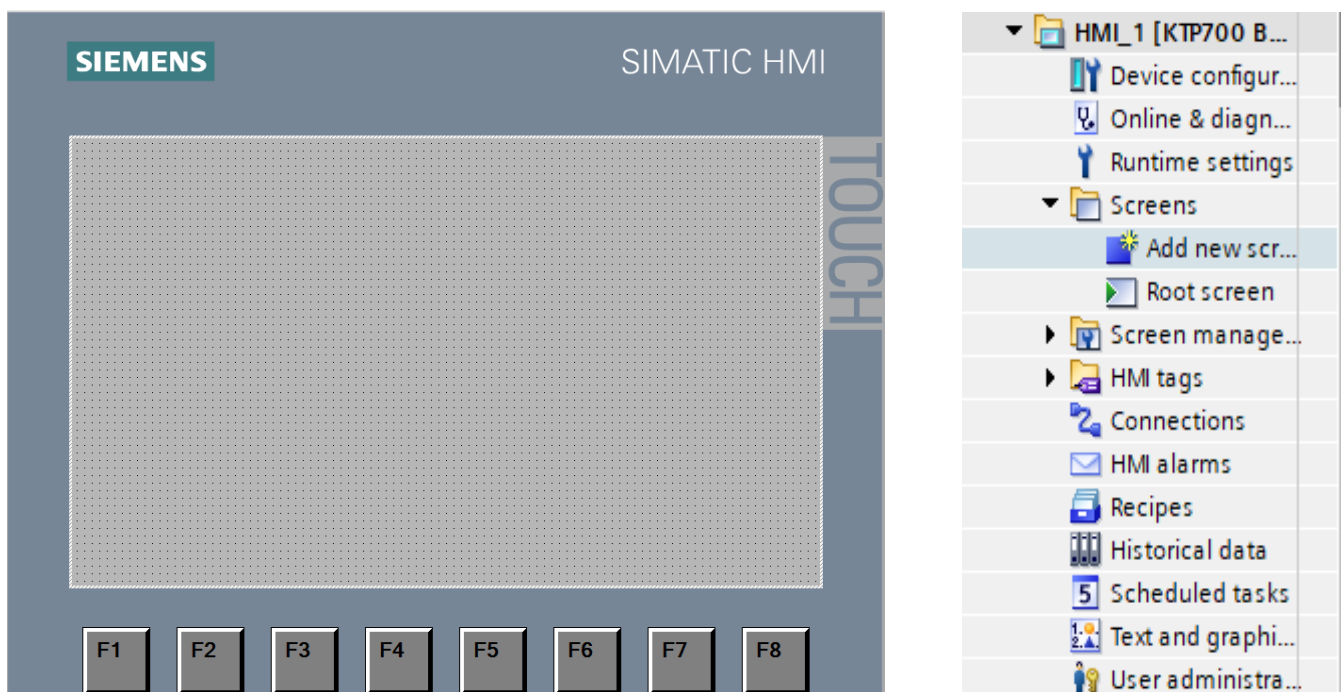 SIEMENS
SIMATIC HMI
TOUCH
F1 F2 F3 F4 F5 F6 F7 F8
HMI_1 [KTP700 B...
Device configur...
Online & diagn...
Runtime settings
Screens
Add new scr...
Root screen
Screen manage...
HMI tags
Connections
HMI alarms
Recipes
Historical data
5 Scheduled tasks
Text and graphi...
User administra...